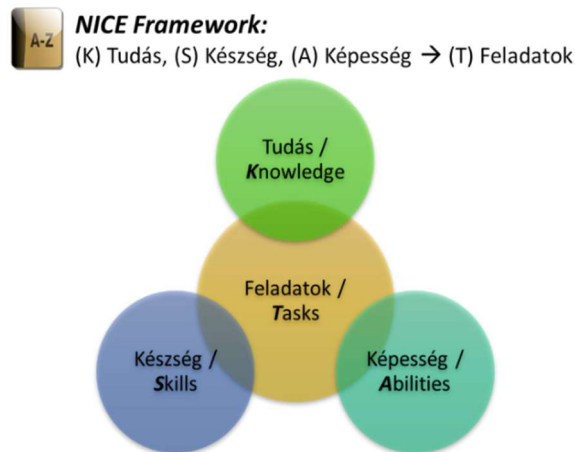 A-Z
NICE Framework:
(K) Tudás, (S) Készség, (A) Képesség → (T) Feladatok
Tudás /
Knowledge
Feladatok /
Tasks
Készség /
Skills
Képesség /
Abilities